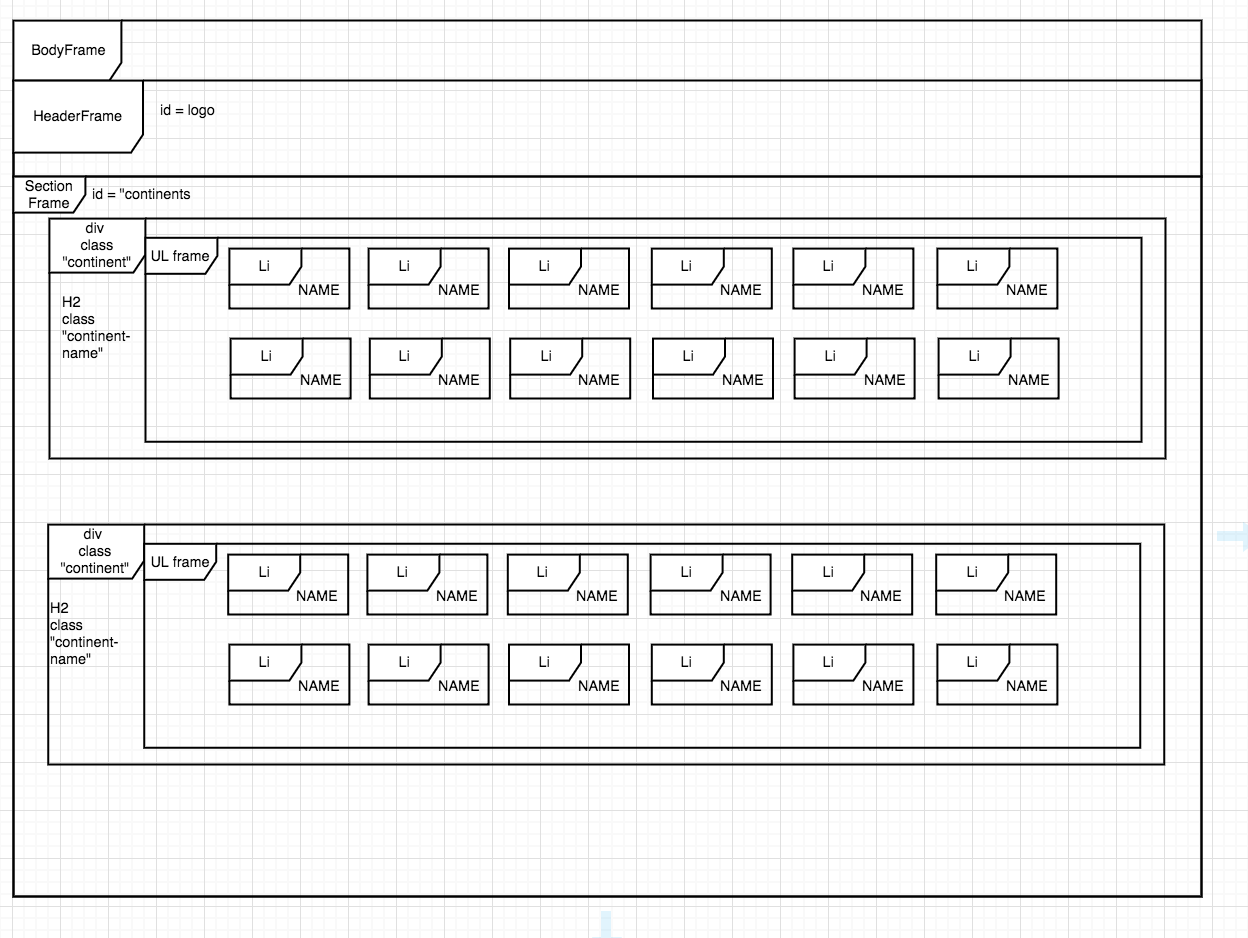 BodyFrame
HeaderFrame
id = logo
Section
Frame
id = "continents
div
class
"continent"
UL frame
Li
NAME
Li
NAME
Li
NAME
Li
NAME
Li
NAME
Li
NAME
H2
class
"continent-
name"
Li
NAME
Li
NAME
Li
NAME
Li
NAME
Li
NAME
Li
NAME
div
class
"continent"
UL frame
Li
NAME
Li
NAME
Li
NAME
Li
NAME
Li
NAME
Li
NAME
H2
class
"continent-
name"
Li
NAME
Li
NAME
Li
NAME
Li
NAME
Li
NAME
Li
NAME